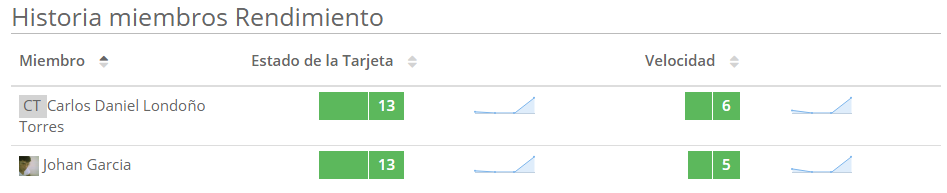 Historia miembros Rendimiento
Miembro Estado de la Tarjeta Velocidad
CT Carlos Daniel Londoño 13 6
Torres
Johan Garcia 13 5